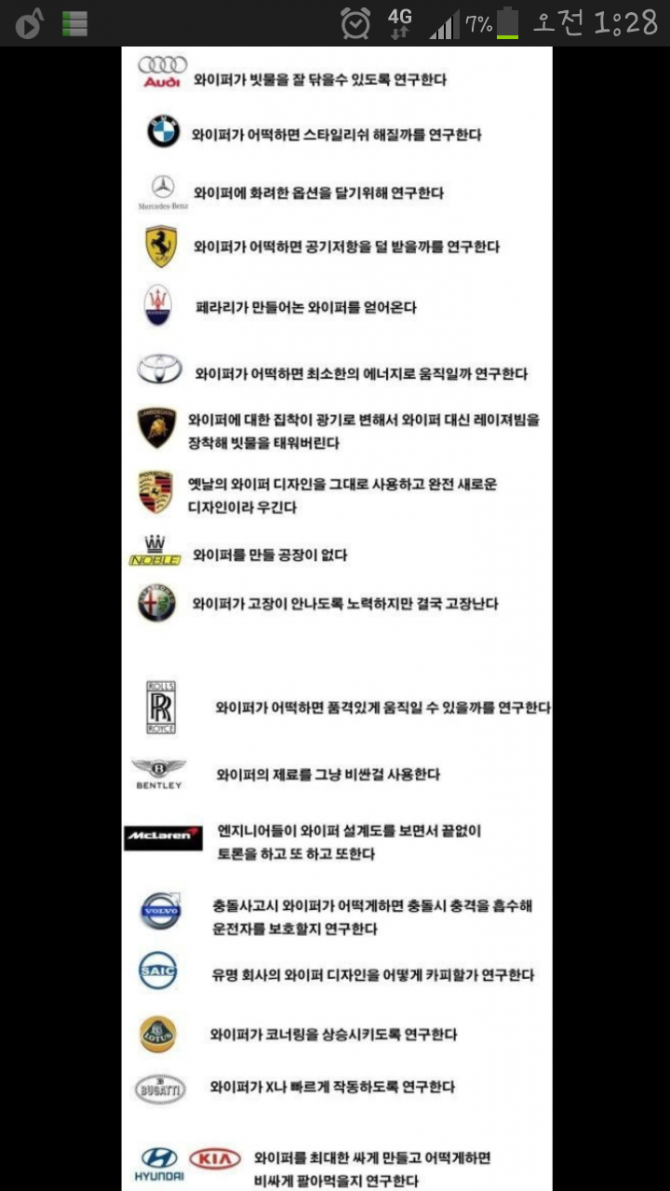 4G 7% 오전 1:28
Audi 와이퍼가 빗물을 잘 닦을수 있도록 연구한다
BMW 와이퍼가 어떡하면 스타일리쉬 해질까를 연구한다
와이퍼에 화려한 옵션을 달기위해 연구한다
Mercedes-Benz
와이퍼가 어떡하면 공기저항을 덜 받을까를 연구한다
페라리가 만들어논 와이퍼를 얻어온다
와이퍼가 어떡하면 최소한의 에너지로 움직일까 연구한다
LAMBORGHINI 와이퍼에 대한 집착이 광기로 변해서 와이퍼 대신 레이져빔을
장착해 빗물을 태워버린다
PORSCHE 옛날의 와이퍼 디자인을 그대로 사용하고 완전 새로운
디자인이라 우긴다
NOBLE 와이퍼를 만들 공장이 없다
와이퍼가 고장이 안나도록 노력하지만 결국 고장난다
ROLLS
RR 와이퍼가 어떡하면 품격있게 움직일 수 있을까를 연구한다
ROYCE
B 와이퍼의 제료를 그냥 비싼걸 사용한다
BENTLEY
McLaren 엔지니어들이 와이퍼 설계도를 보면서 끝없이
토론을 하고 또 하고 또한다
VOLVO 충돌사고시 와이퍼가 어떡게하면 충돌시 충격을 흡수해
운전자를 보호할지 연구한다
SAIC 유명 회사의 와이퍼 디자인을 어떻게 카피할가 연구한다
LOTUS 와이퍼가 코너링을 상승시키도록 연구한다
BUGATTI 와이퍼가 X나 빠르게 작동하도록 연구한다
HYUNDAI KIA 와이퍼를 최대한 싸게 만들고 어떡게하면
비싸게 팔아먹을지 연구한다